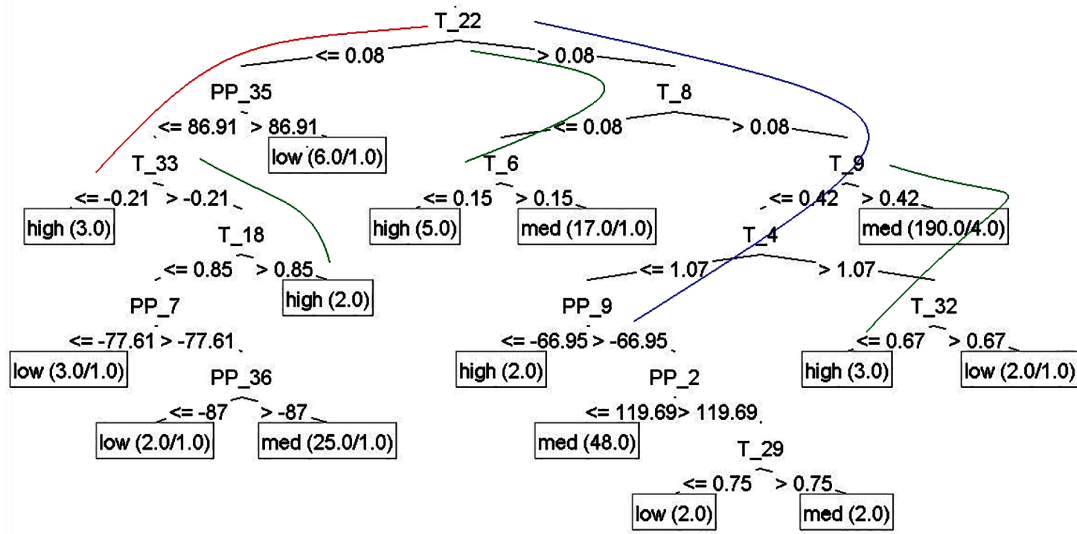 T_22
<= 0.08 > 0.08
PP_35 T_8
<= 86.91 > 86.91 <= 0.08 > 0.08
low (6.0/1.0)
T_33 T_6 T_9
<= -0.21 > -0.21 <= 0.15 > 0.15 <= 0.42 > 0.42
high (3.0) high (5.0) med (17.0/1.0) med (190.0/4.0)
T_18 T_4
<= 0.85 > 0.85 <= 1.07 > 1.07
high (2.0)
PP_7 PP_9 T_32
<= -77.61 > -77.61 <= -66.95 > -66.95 <= 0.67 > 0.67
low (3.0/1.0) high (2.0) high (3.0) low (2.0/1.0)
PP_36 PP_2
<= -87 > -87 <= 119.69 > 119.69
low (2.0/1.0) med (25.0/1.0) med (48.0)
T_29
<= 0.75 > 0.75
low (2.0) med (2.0)